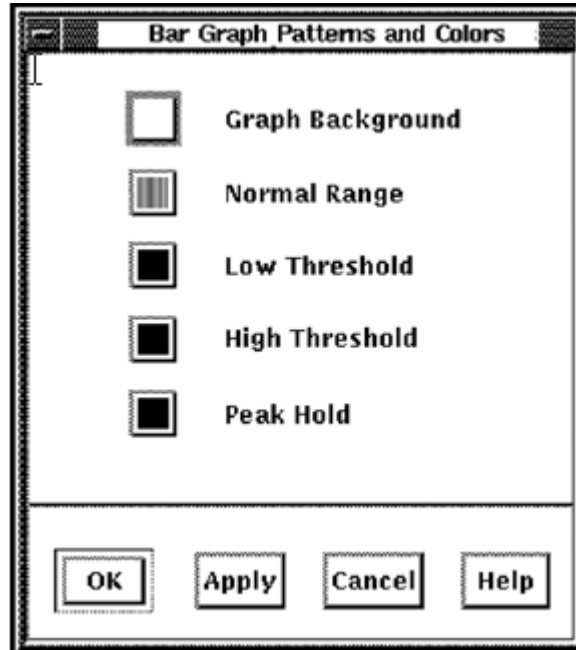 Bar Graph Patterns and Colors
Graph Background
Normal Range
Low Threshold
High Threshold
Peak Hold
OK Apply Cancel Help